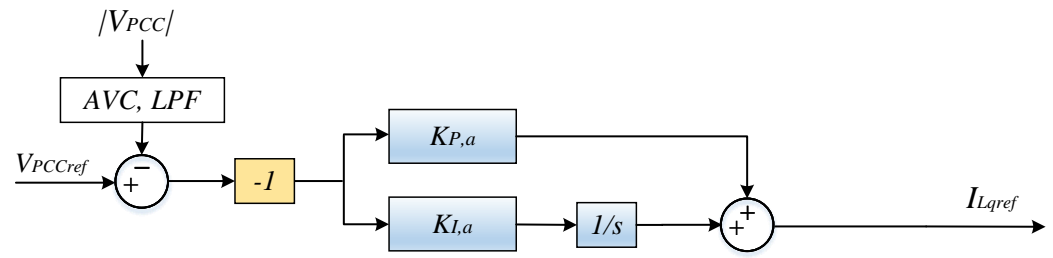 |VPCC|
AVC, LPF
VPCCref
−
+
-1
KP,a
KI,a
1/s
+
+
ILqref